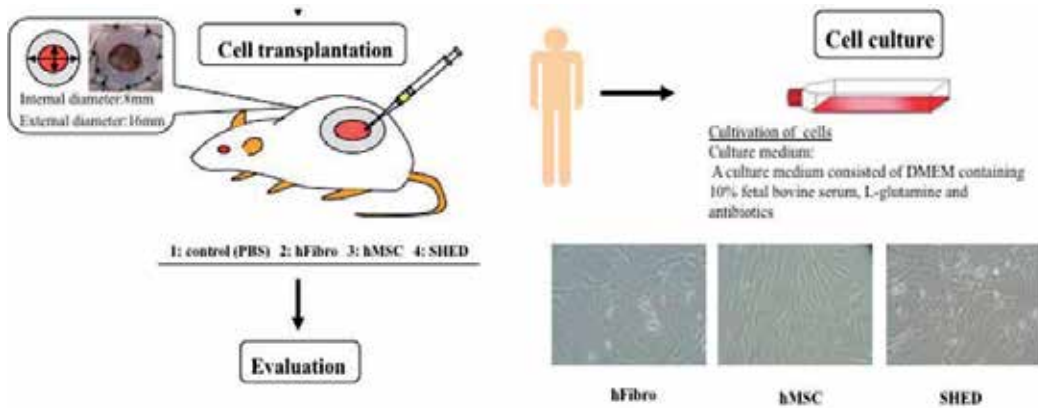 Cell transplantation
Internal diameter:8mm
External diameter:16mm
1: control (PBS) 2: hFibro 3: hMSC 4: SHED
Evaluation
Cell culture
Cultivation of cells
Culture medium:
A culture medium consisted of DMEM containing
10% fetal bovine serum, L-glutamine and
antibiotics
hFibro hMSC SHED